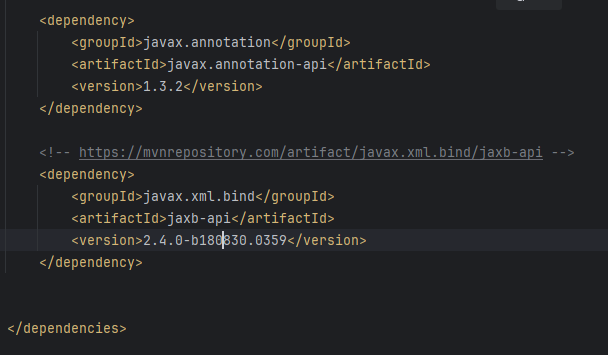 <dependency>
<groupId>javax.annotation</groupId>
<artifactId>javax.annotation-api</artifactId>
<version>1.3.2</version>
</dependency>
<!-- https://mvnrepository.com/artifact/javax.xml.bind/jaxb-api -->
<dependency>
<groupId>javax.xml.bind</groupId>
<artifactId>jaxb-api</artifactId>
<version>2.4.0-b180830.0359</version>
</dependency>
</dependencies>